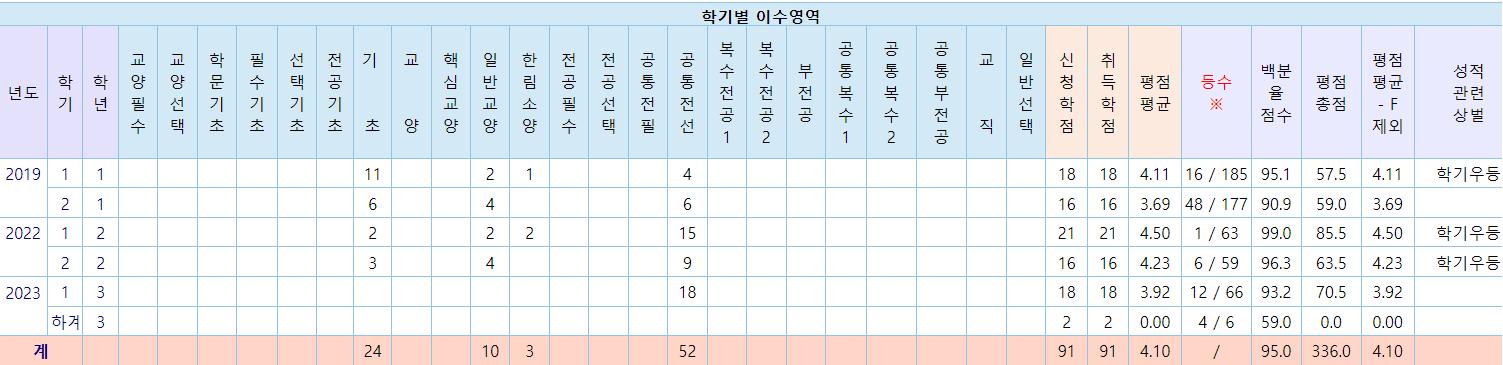 학기별 이수영역
년도 학기 학년 교양필수 교양선택 학문기초 필수기초 선택기초 전공기초 기초 교양 핵심교양 일반교양 한림소양 전공필수 전공선택 공통전필 공통전선 복수전공1 복수전공2 부전공 공통복수1 공통복수2 공통부전공 교직 일반선택 신청학점 취득학점 평점평균 등수※ 백분율점수 평점총점 평점평균 - F제외 성적관련상벌
2019 1 1 11 2 1 4 18 18 4.11 16 / 185 95.1 57.5 4.11 학기우등
2 1 6 4 6 16 16 3.69 48 / 177 90.9 59.0 3.69
2022 1 2 2 2 2 15 21 21 4.50 1 / 63 99.0 85.5 4.50 학기우등
2 2 3 4 9 16 16 4.23 6 / 59 96.3 63.5 4.23 학기우등
2023 1 3 18 18 18 3.92 12 / 66 93.2 70.5 3.92
하계 3 2 2 0.00 4 / 6 59.0 0.0 0.00
계 24 10 3 52 91 91 4.10 / 95.0 336.0 4.10